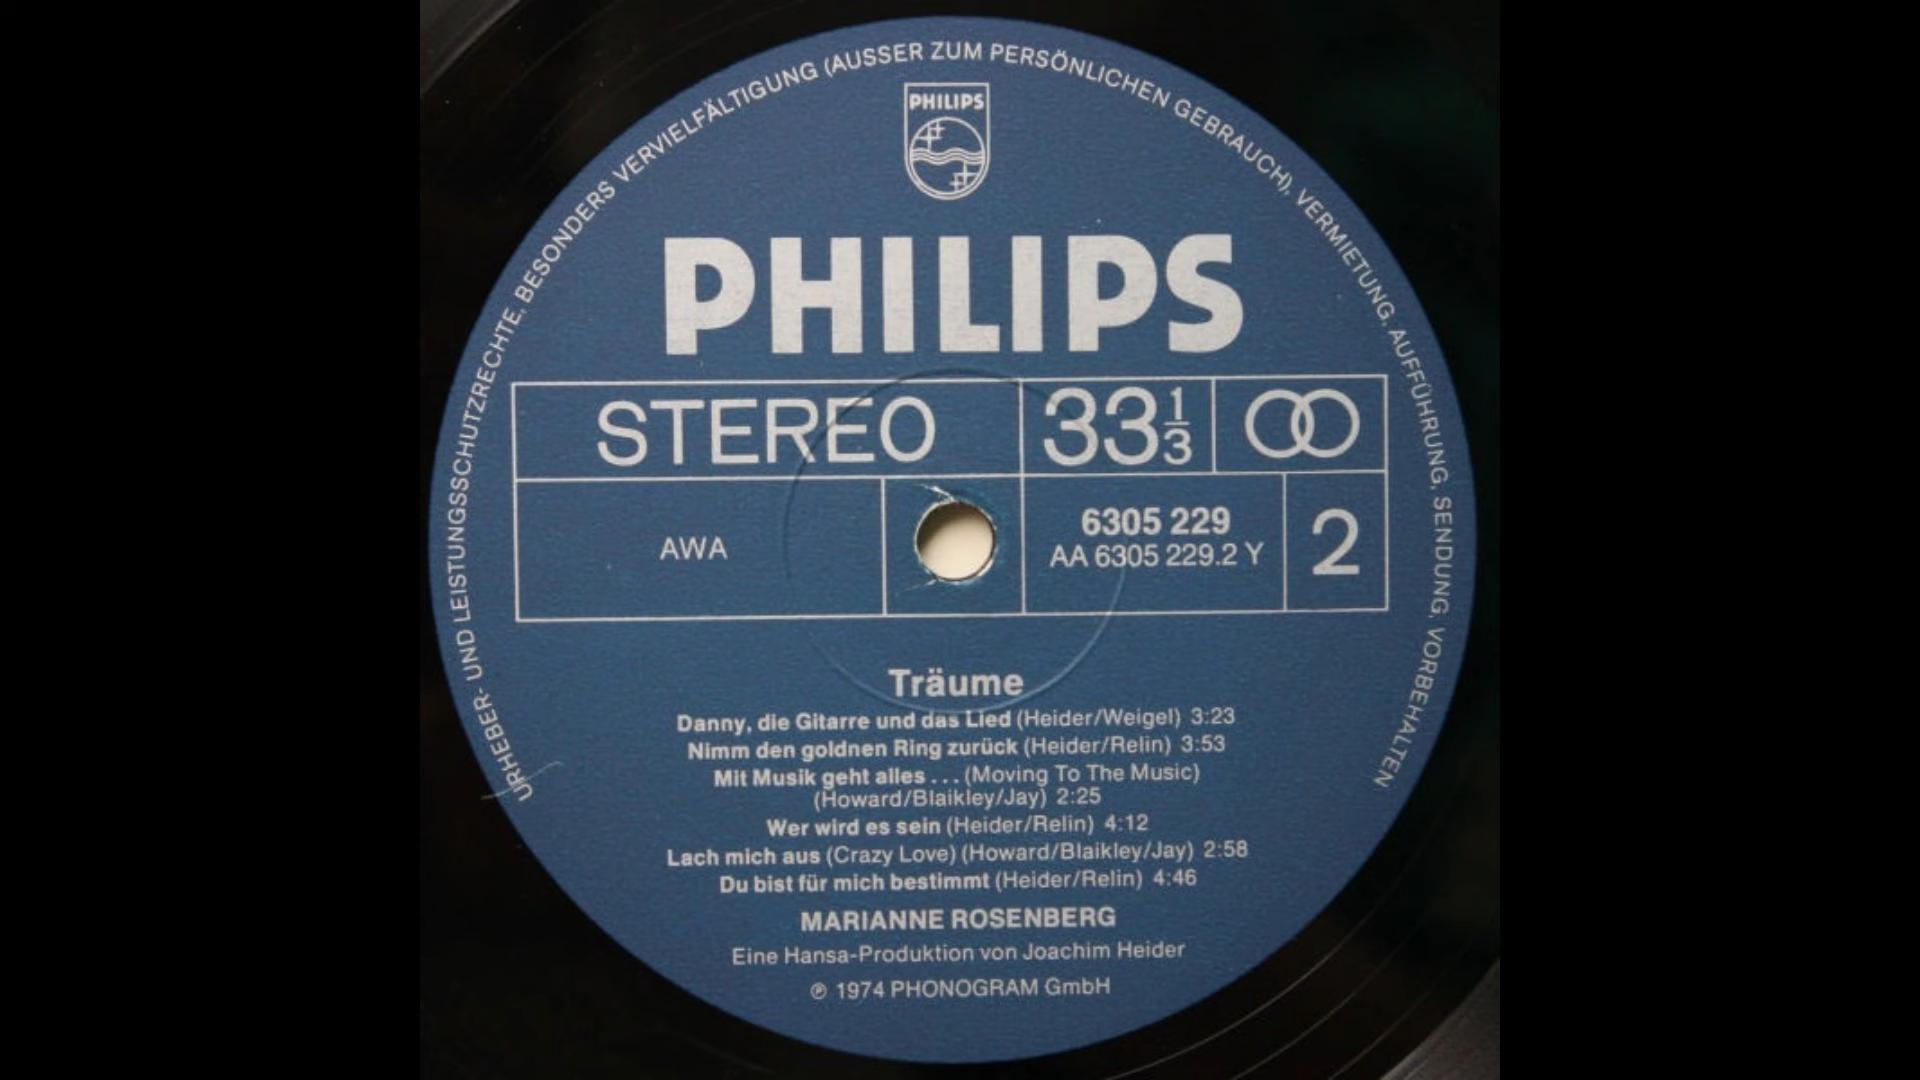 URHEBER- UND LEISTUNGSSCHUTZRECHTE, BESONDERS VERVIELFÄLTIGUNG (AUSSER ZUM PERSÖNLICHEN GEBRAUCH), VERMIETUNG, AUFFÜHRUNG, SENDUNG, VORBEHALTEN
PHILIPS
PHILIPS
STEREO 33 1/3
AWA
6305 229
AA 6305 229.2 Y
2
Träume
Danny, die Gitarre und das Lied (Heider/Weigel) 3:23
Nimm den goldnen Ring zurück (Heider/Relin) 3:53
Mit Musik geht alles... (Moving To The Music)
(Howard/Blaikley/Jay) 2:25
Wer wird es sein (Heider/Relin) 4:12
Lach mich aus (Crazy Love) (Howard/Blaikley/Jay) 2:58
Du bist für mich bestimmt (Heider/Relin) 4:46
MARIANNE ROSENBERG
Eine Hansa-Produktion von Joachim Heider
℗ 1974 PHONOGRAM GmbH